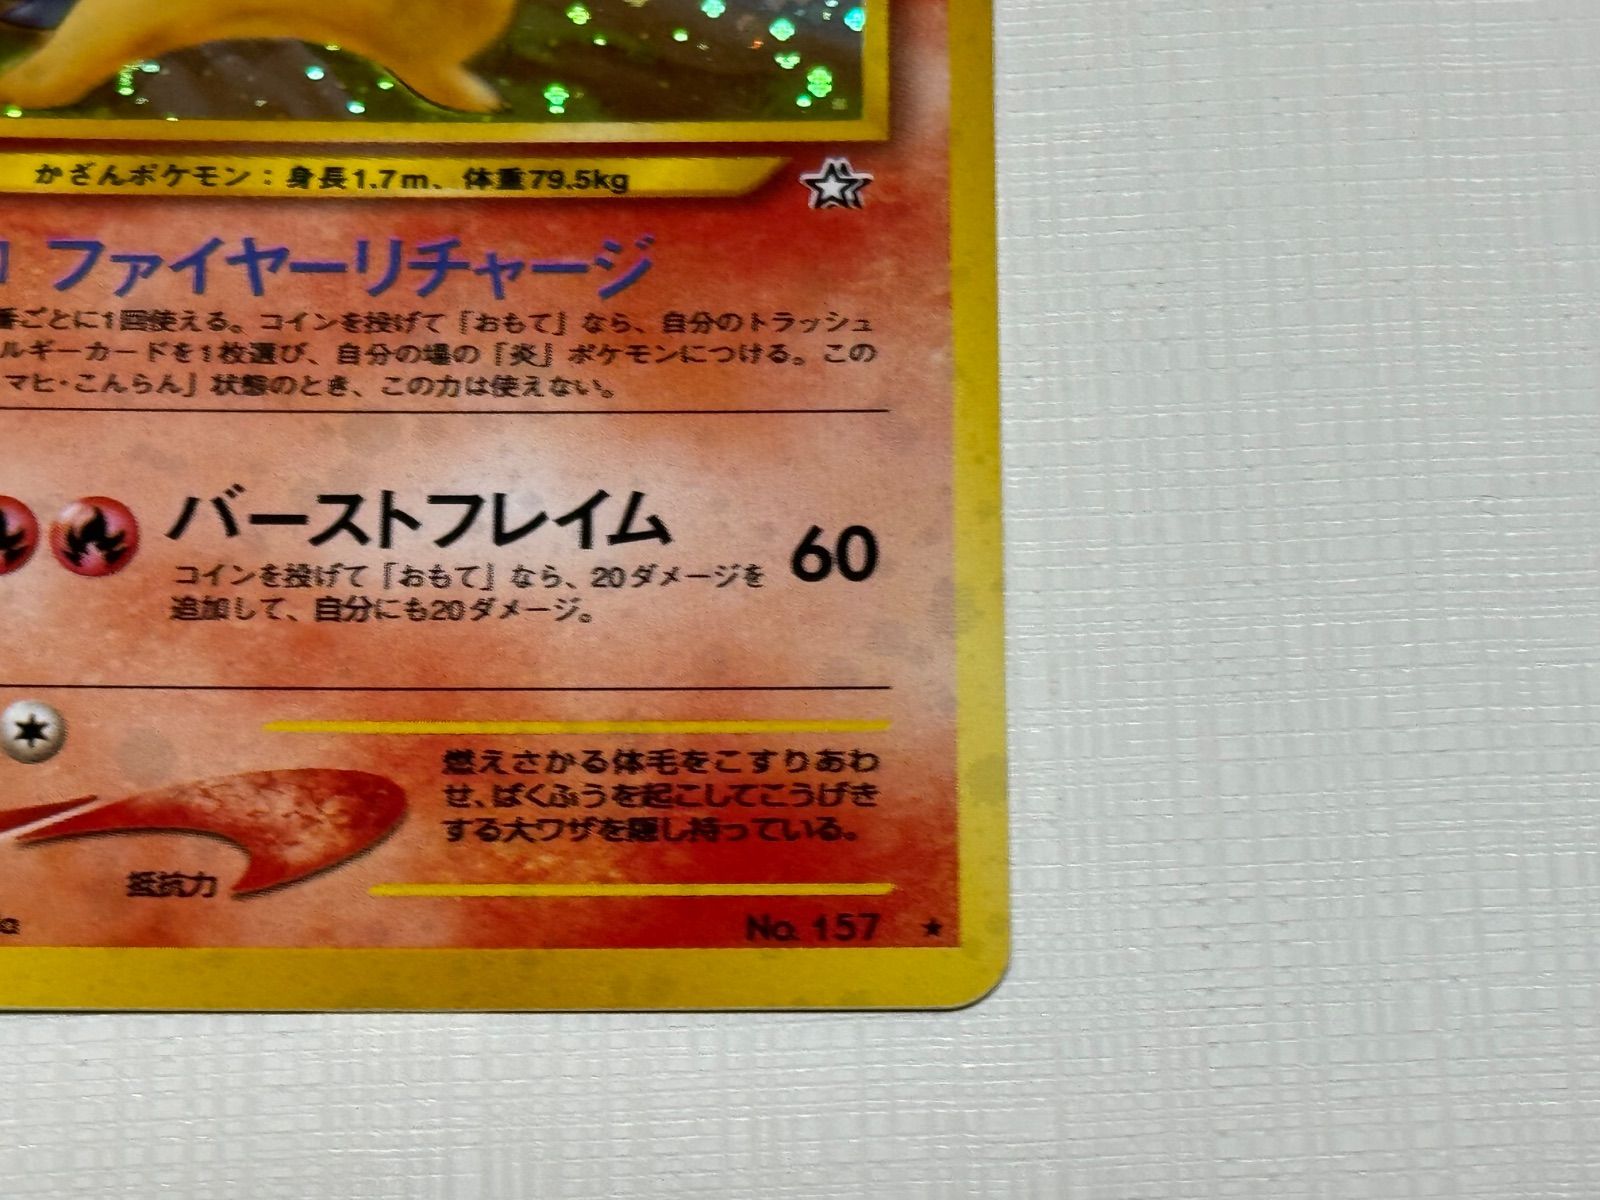 かざんポケモン：身長1.7m、体重79.5kg
ファイヤーリチャージ
番ごとに1回使える。コインを投げて「おもて」なら、自分のトラッシュ
ルギーカードを1枚選び、自分の場の「炎」ポケモンにつける。この
マヒ・こんらん」状態のとき、この力は使えない。
バーストフレイム 60
コインを投げて「おもて」なら、20ダメージを
追加して、自分にも20ダメージ。
燃えさかる体毛をこすりあわ
せ、ばくふうを起こしてこうげき
する大ワザを隠し持っている。
抵抗力
No. 157 ★